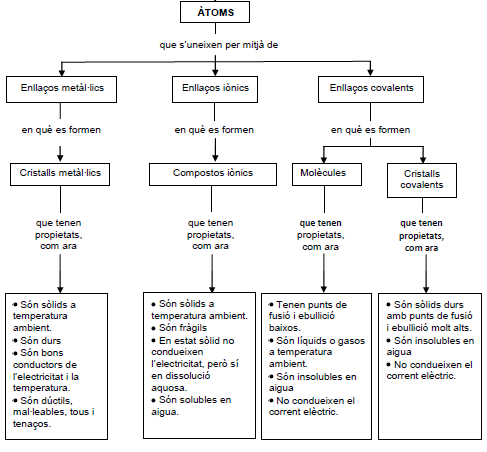 ÀTOMS
que s'uneixen per mitjà de
Enllaços metàl·lics
Enllaços iònics
Enllaços covalents
en què es formen
en què es formen
en què es formen
Cristalls metàl·lics
Compostos iònics
Molècules
Cristalls
covalents
que tenen
propietats,
com ara
que tenen
propietats,
com ara
que tenen
propietats,
com ara
que tenen
propietats,
com ara
• Són sòlids a
temperatura
ambient.
• Són durs
• Són bons
conductors de
l'electricitat i la
temperatura.
• Són dúctils,
mal·leables, tous i
tenaços.
• Són sòlids a
temperatura ambient.
• Són fràgils
• En estat sòlid no
condueixen
l'electricitat, però sí
en dissolució
aquosa.
• Són solubles en
aigua.
• Tenen punts de
fusió i ebullició
baixos.
• Són líquids o gasos
a temperatura
ambient.
• Són insolubles en
aigua
• No condueixen el
corrent elèctric.
• Són sòlids durs
amb punts de fusió
i ebullició molt alts.
• Són insolubles en
aigua
• No condueixen el
corrent elèctric.